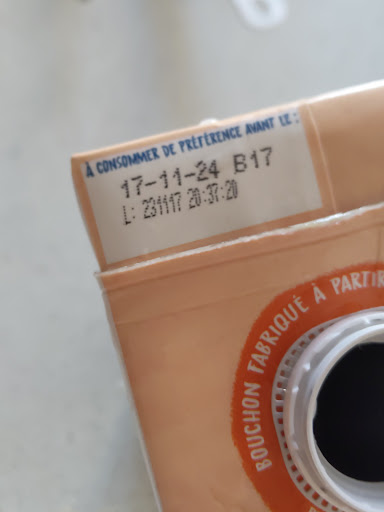 À CONSOMMER DE PRÉFÉRENCE AVANT LE :
17-11-24 B17
L: 231117 20:37:20
BOUCHON FABRIQUÉ À PARTIR